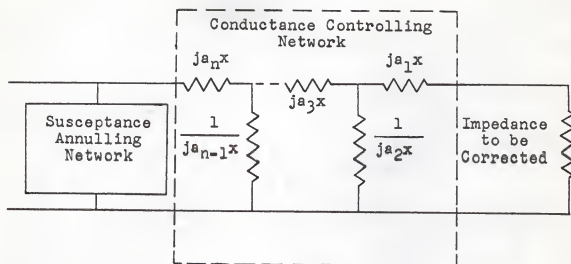 Conductance Controlling
Network
ja_n x
ja_3 x
ja_1 x
Susceptance
Annulling
Network
1
ja_{n-1} x
1
ja_2 x
Impedance
to be
Corrected